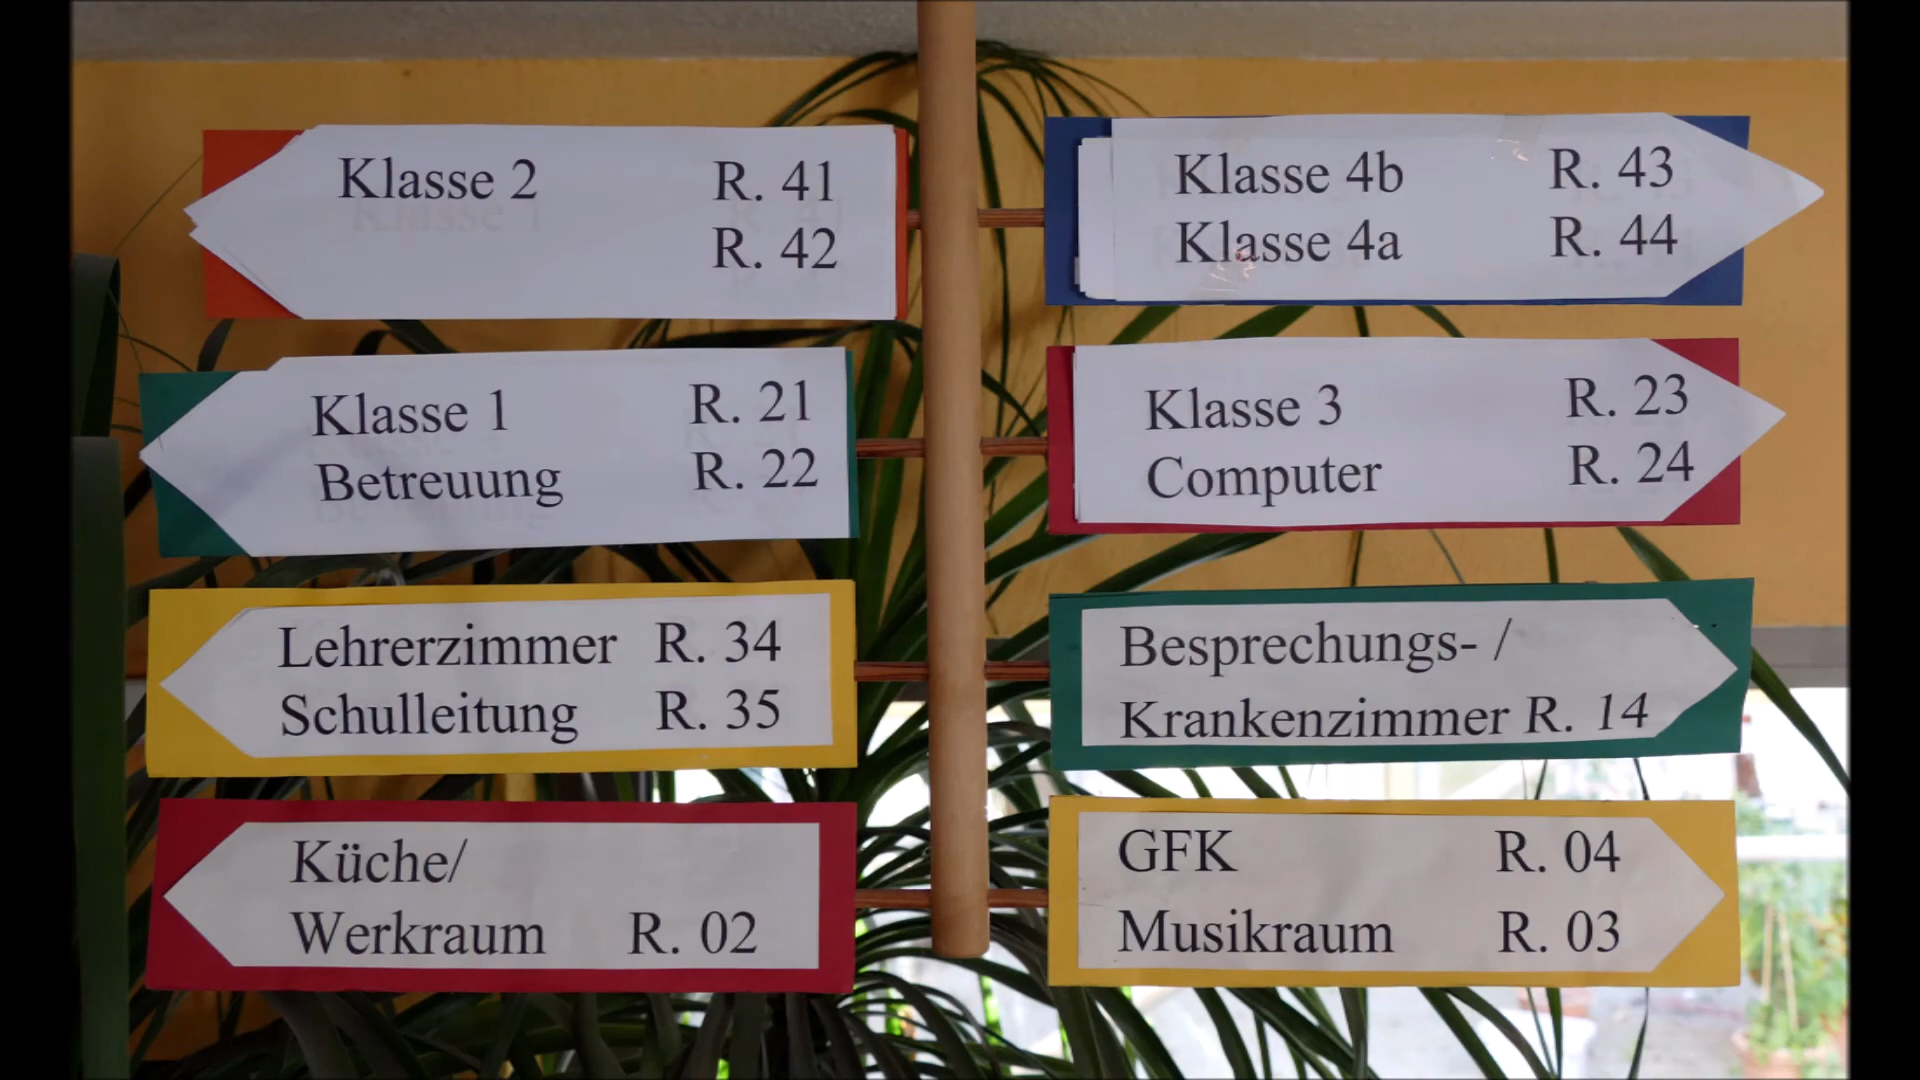 Klasse 2 R. 41
R. 42
Klasse 4b R. 43
Klasse 4a R. 44
Klasse 1 R. 21
Betreuung R. 22
Klasse 3 R. 23
Computer R. 24
Lehrerzimmer R. 34
Schulleitung R. 35
Besprechungs- /
Krankenzimmer R. 14
Küche/
Werkraum R. 02
GFK R. 04
Musikraum R. 03